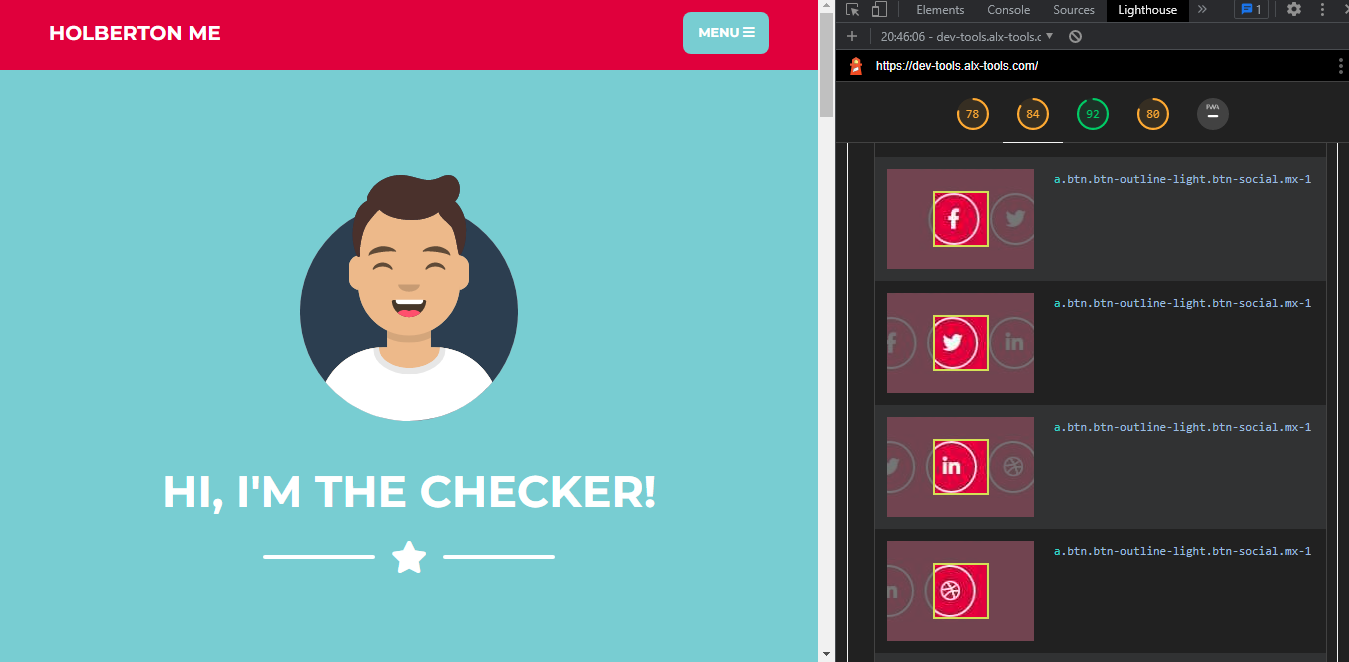 HOLBERTON ME
MENU
HI, I'M THE CHECKER!
Elements
Console
Sources
Lighthouse
1
20:46:06 - dev-tools.alx-tools.c
https://dev-tools.alx-tools.com/
78
84
92
80
PWA
a.btn.btn-outline-light.btn-social.mx-1
a.btn.btn-outline-light.btn-social.mx-1
a.btn.btn-outline-light.btn-social.mx-1
a.btn.btn-outline-light.btn-social.mx-1